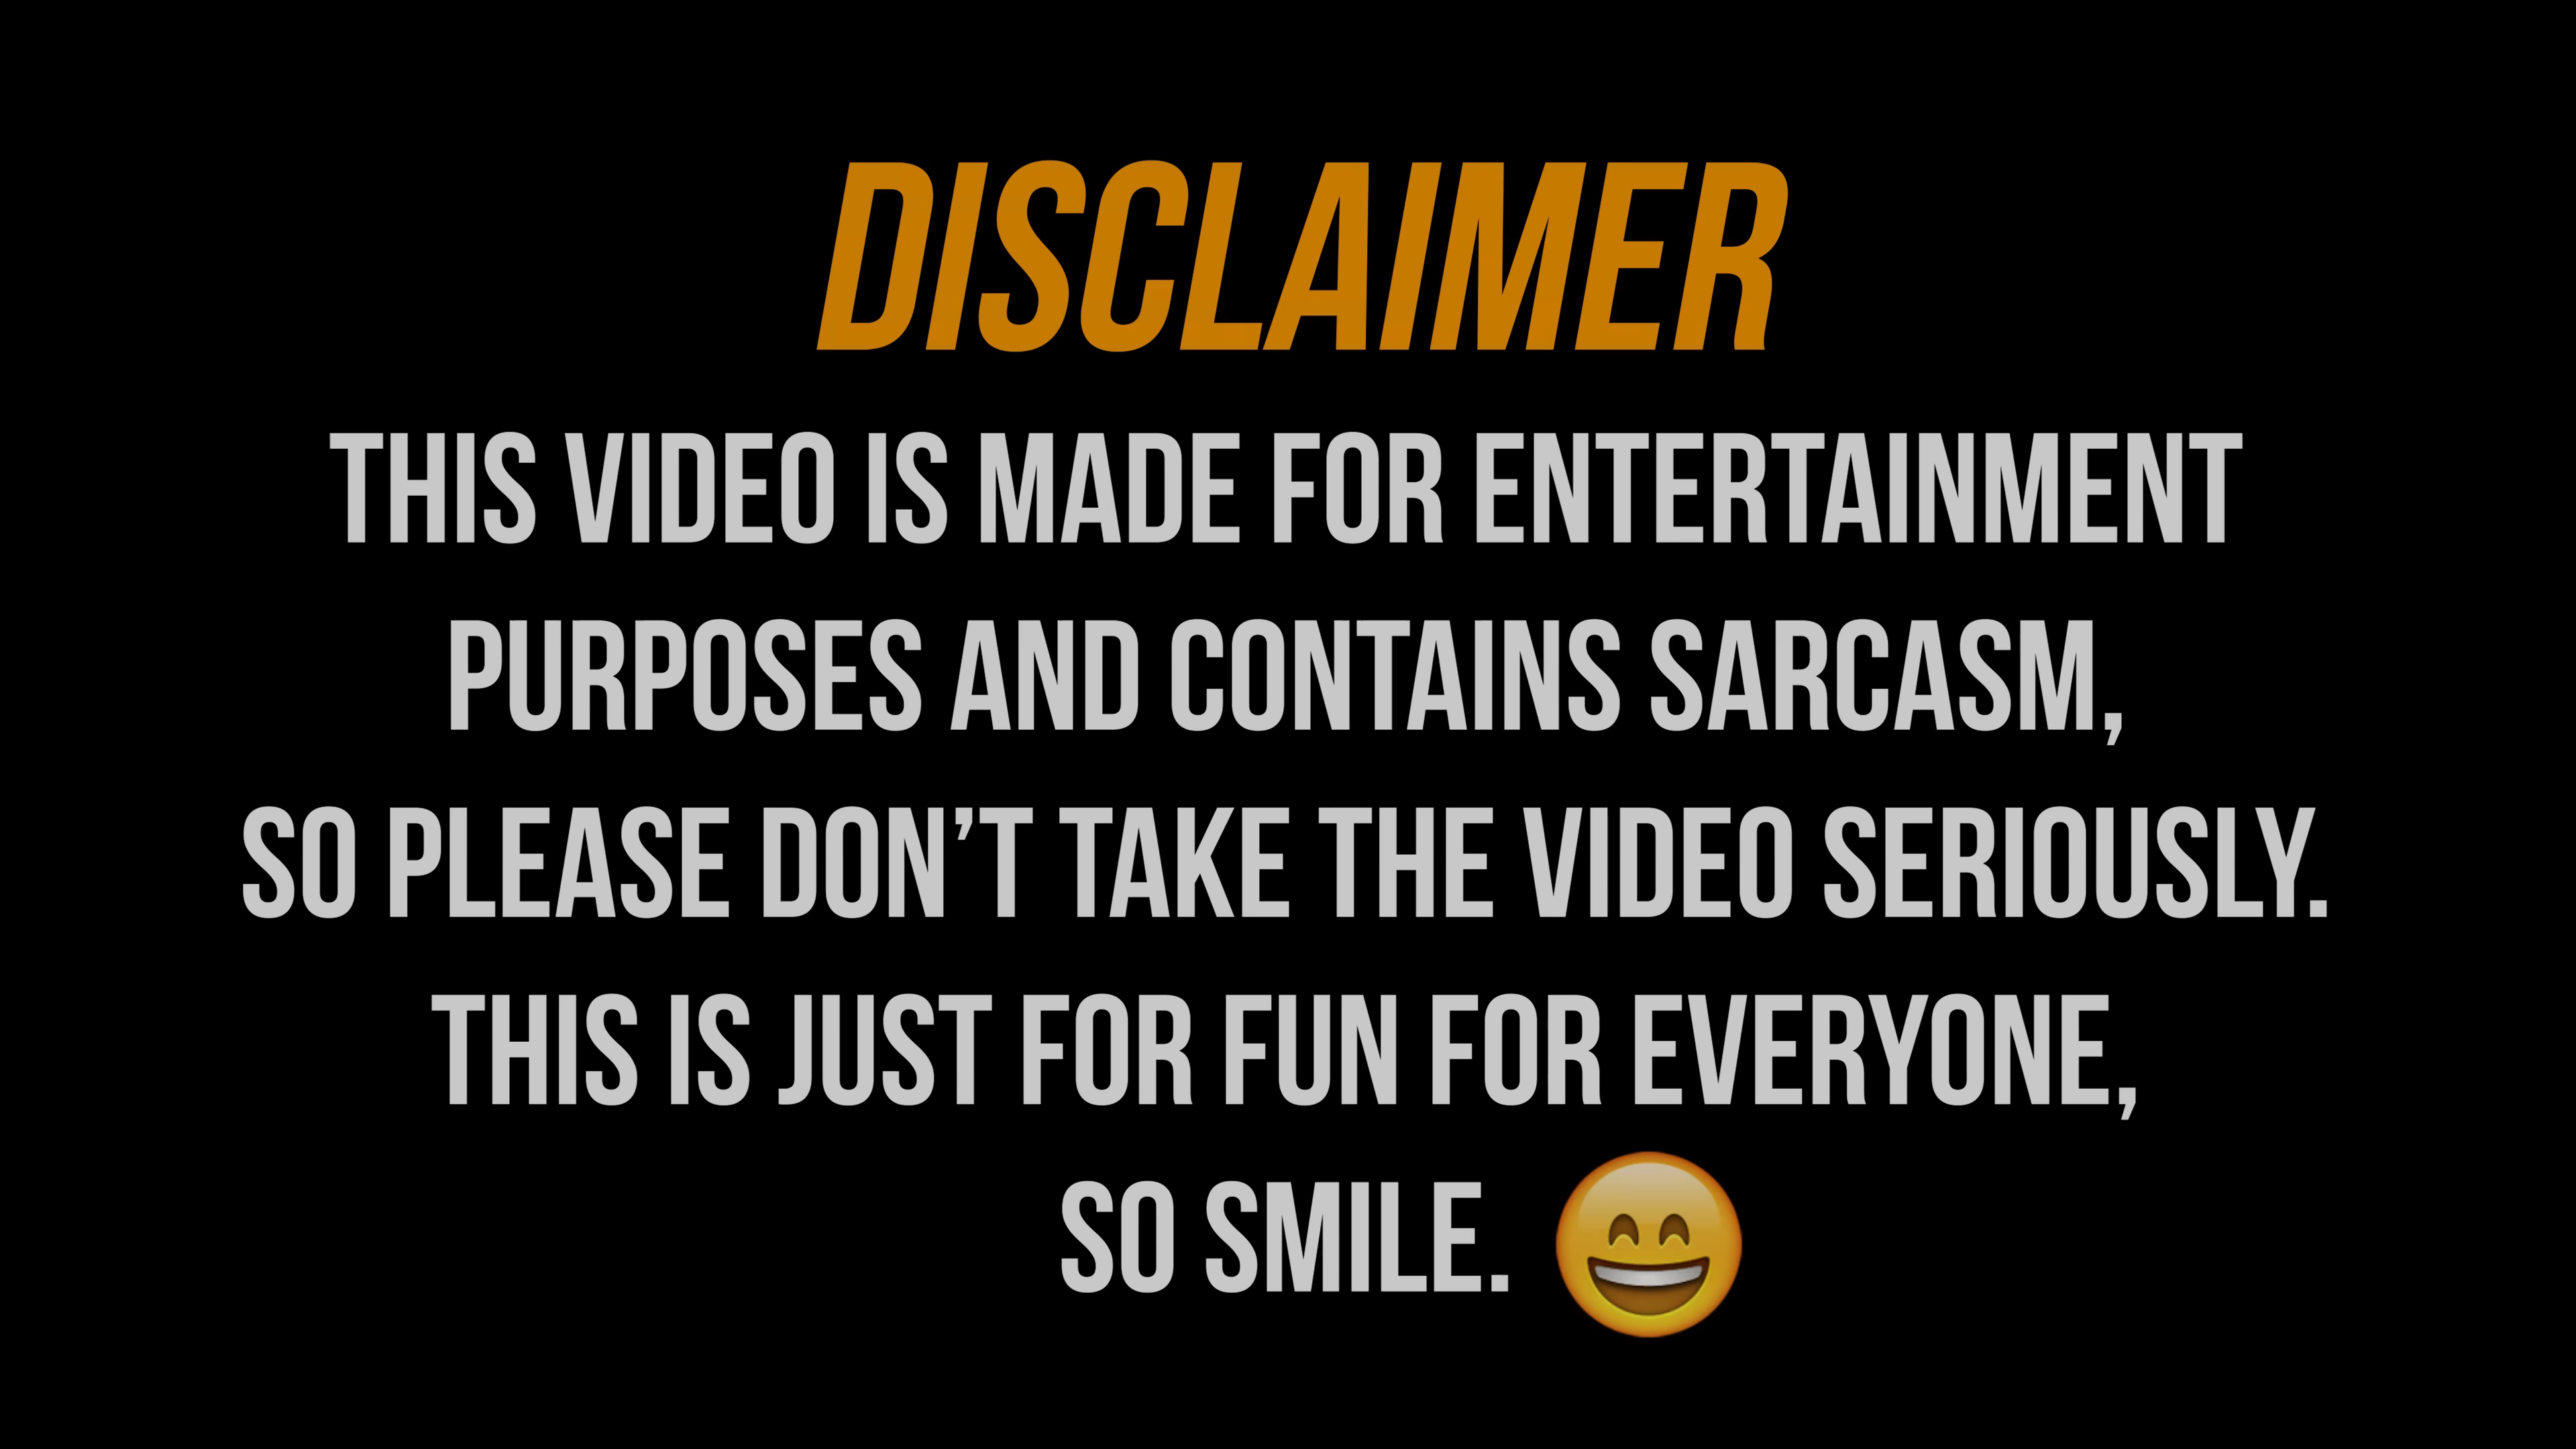 DISCLAIMER
THIS VIDEO IS MADE FOR ENTERTAINMENT
PURPOSES AND CONTAINS SARCASM,
SO PLEASE DON’T TAKE THE VIDEO SERIOUSLY.
THIS IS JUST FOR FUN FOR EVERYONE,
SO SMILE. 😄